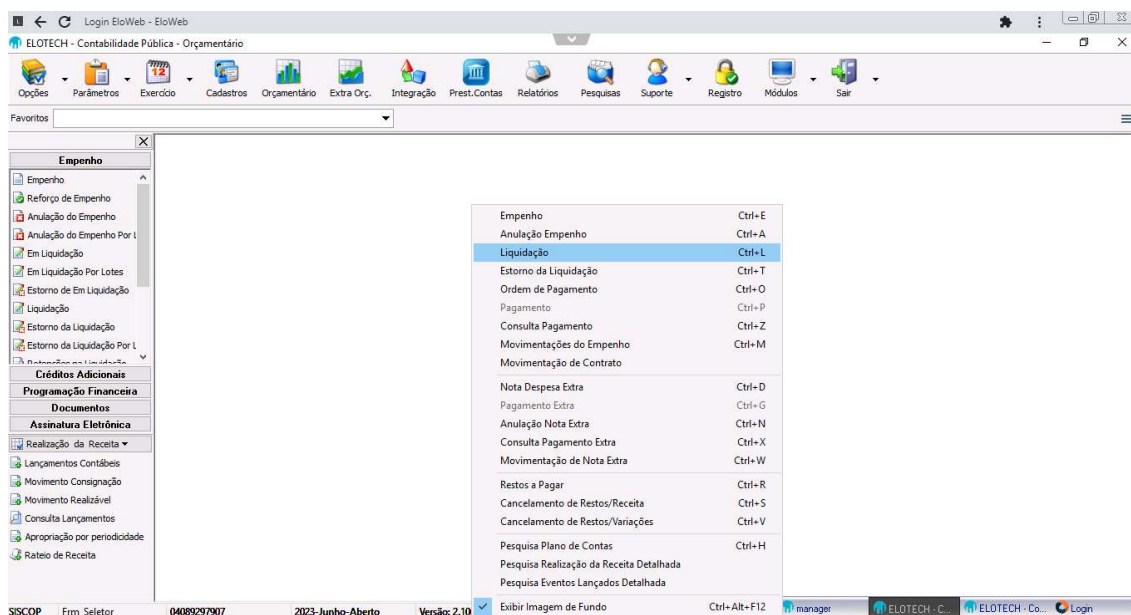 Login EloWeb - EloWeb
ELOTECH - Contabilidade Pública - Orçamentário
Opções Parâmetros Exercício Cadastros Orçamentário Extra Orç. Integração Prest.Contas Relatórios Pesquisas Suporte Registro Módulos Sair
Favoritos
Empenho
Empenho
Reforço de Empenho
Anulação do Empenho
Anulação do Empenho Por L
Em Liquidação
Em Liquidação Por Lotes
Estorno de Em Liquidação
Liquidação
Estorno da Liquidação
Estorno da Liquidação Por L
Retenções na Liquidação
Créditos Adicionais
Programação Financeira
Documentos
Assinatura Eletrônica
Realização da Receita
Lançamentos Contábeis
Movimento Consignação
Movimento Realizável
Consulta Lançamentos
Apropriação por periodicidade
Rateio de Receita
Empenho Ctrl+E
Anulação Empenho Ctrl+A
Liquidação Ctrl+L
Estorno da Liquidação Ctrl+T
Ordem de Pagamento Ctrl+O
Pagamento Ctrl+P
Consulta Pagamento Ctrl+Z
Movimentações do Empenho Ctrl+M
Movimentação de Contrato
Nota Despesa Extra Ctrl+D
Pagamento Extra Ctrl+G
Anulação Nota Extra Ctrl+N
Consulta Pagamento Extra Ctrl+X
Movimentação de Nota Extra Ctrl+W
Restos a Pagar Ctrl+R
Cancelamento de Restos/Receita Ctrl+S
Cancelamento de Restos/Variações Ctrl+V
Pesquisa Plano de Contas Ctrl+H
Pesquisa Realização da Receita Detalhada
Pesquisa Eventos Lançados Detalhada
Exibir Imagem de Fundo Ctrl+Alt+F12
SISCOP Frm_Seletor 04089297907 2023-Junho-Aberto Versão: 2.10 manager ELOTECH - C... ELOTECH - Co... Login